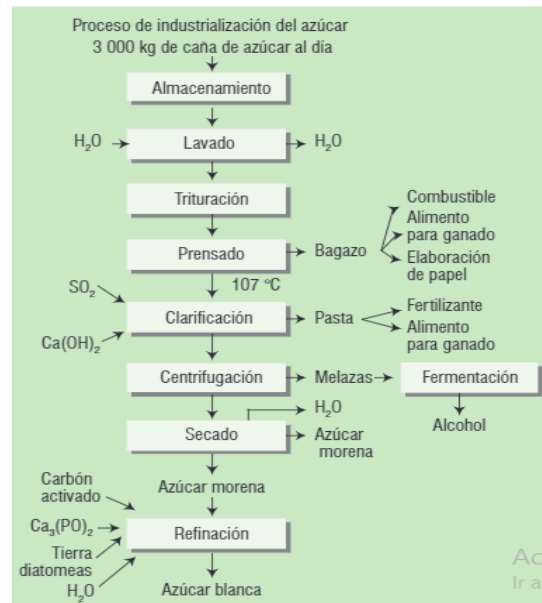 Proceso de industrialización del azúcar
3 000 kg de caña de azúcar al día
Almacenamiento
H₂O
Lavado
H₂O
Trituración
Prensado
Bagazo
Combustible
Alimento
para ganado
Elaboración
de papel
107 °C
SO₂
Ca(OH)₂
Clarificación
Pasta
Fertilizante
Alimento
para ganado
Centrifugación
Melazas
Fermentación
Alcohol
H₂O
Secado
Azúcar
morena
Azúcar morena
Carbón
activado
Ca₃(PO)₂
Tierra
diatomeas
H₂O
Refinación
Azúcar blanca
Ac
Ir a